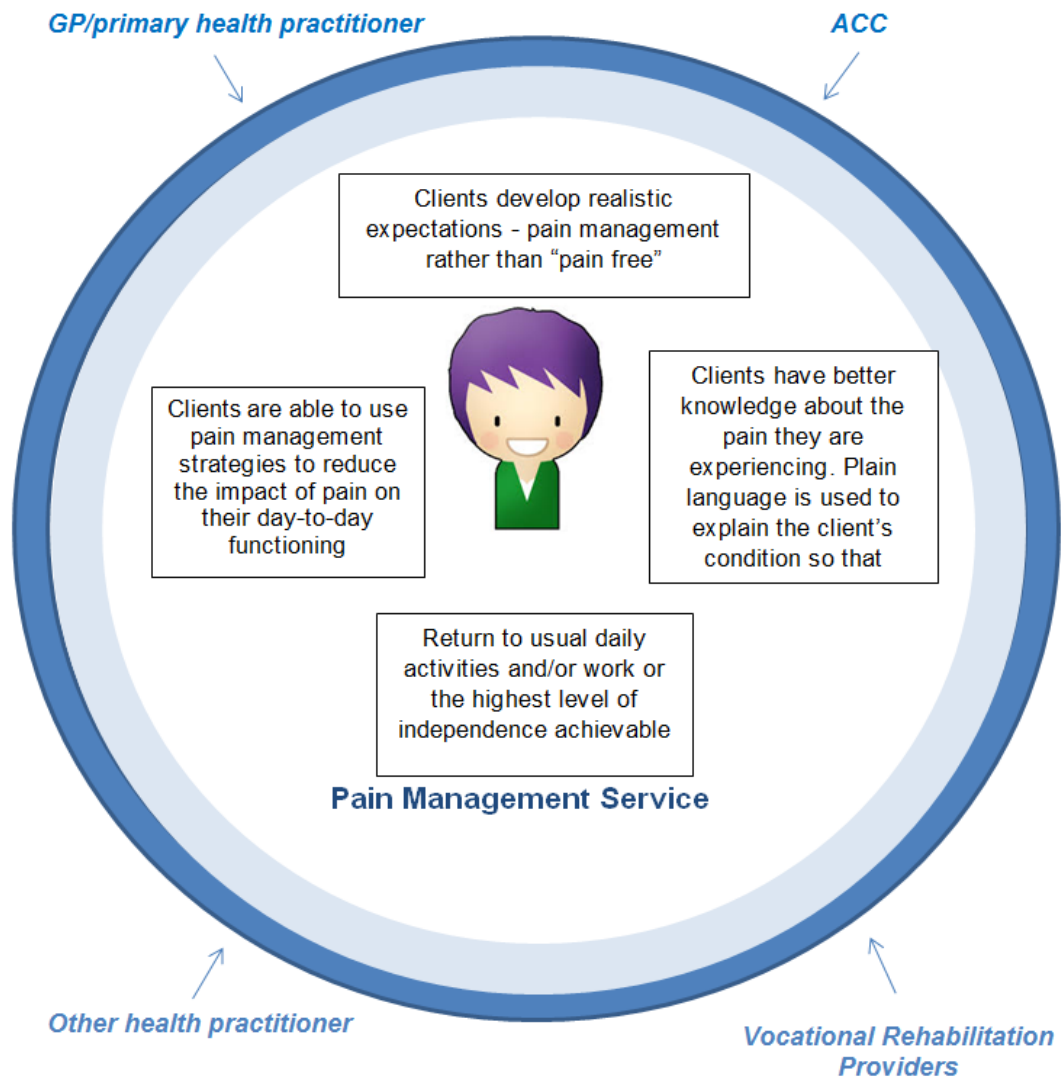 GP/primary health practitioner
ACC
Clients develop realistic
expectations - pain management
rather than “pain free”
Clients are able to use
pain management
strategies to reduce
the impact of pain on
their day-to-day
functioning
Clients have better
knowledge about the
pain they are
experiencing. Plain
language is used to
explain the client’s
condition so that
Return to usual daily
activities and/or work or
the highest level of
independence achievable
Pain Management Service
Other health practitioner
Vocational Rehabilitation
Providers